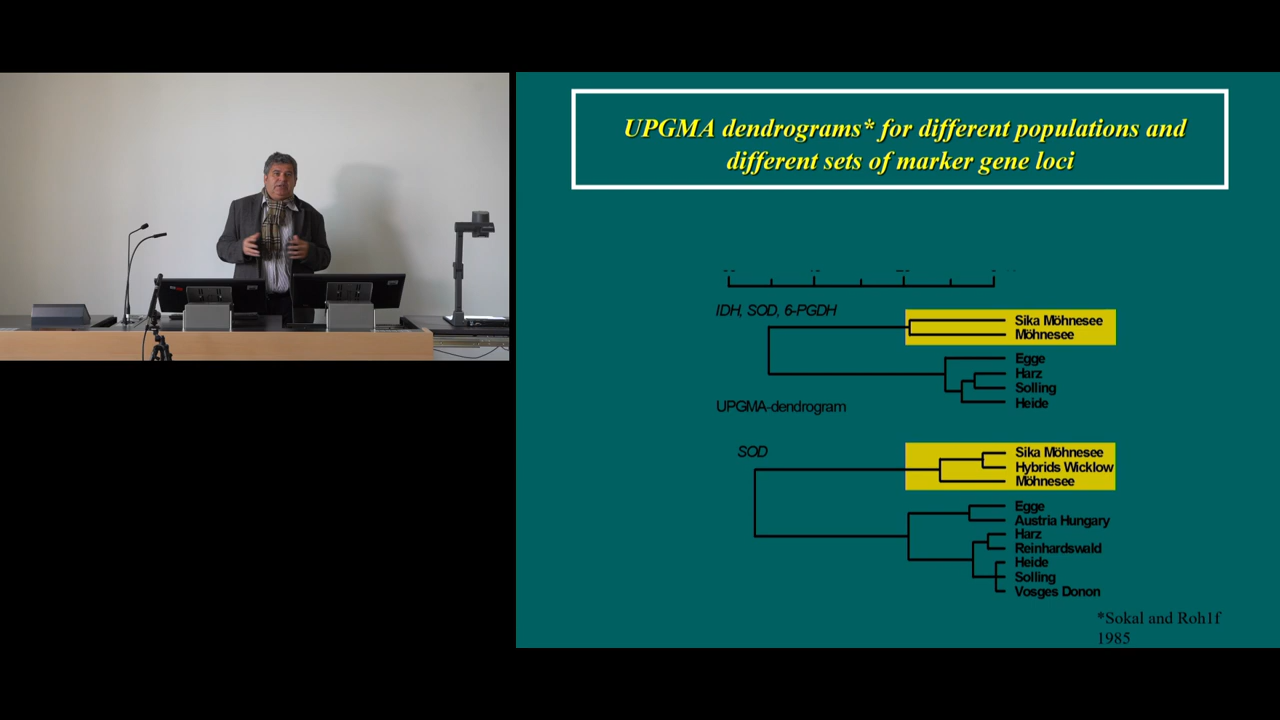 UPGMA dendrograms* for different populations and
different sets of marker gene loci
IDH, SOD, 6-PGDH
Sika Möhnesee
Möhnesee
Egge
Harz
Solling
Heide
UPGMA-dendrogram
SOD
Sika Möhnesee
Hybrids Wicklow
Möhnesee
Egge
Austria Hungary
Harz
Reinhardswald
Heide
Solling
Vosges Donon
*Sokal and Roh1f
1985